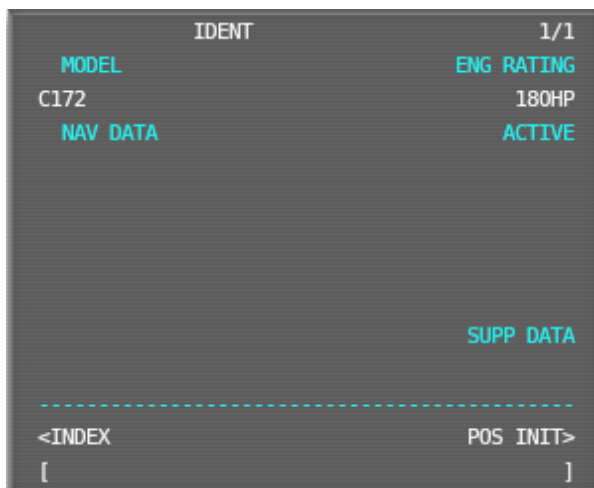 IDENT 1/1
MODEL ENG RATING
C172 180HP
NAV DATA ACTIVE
SUPP DATA
--------------------------------------------
<INDEX POS INIT>
[ ]